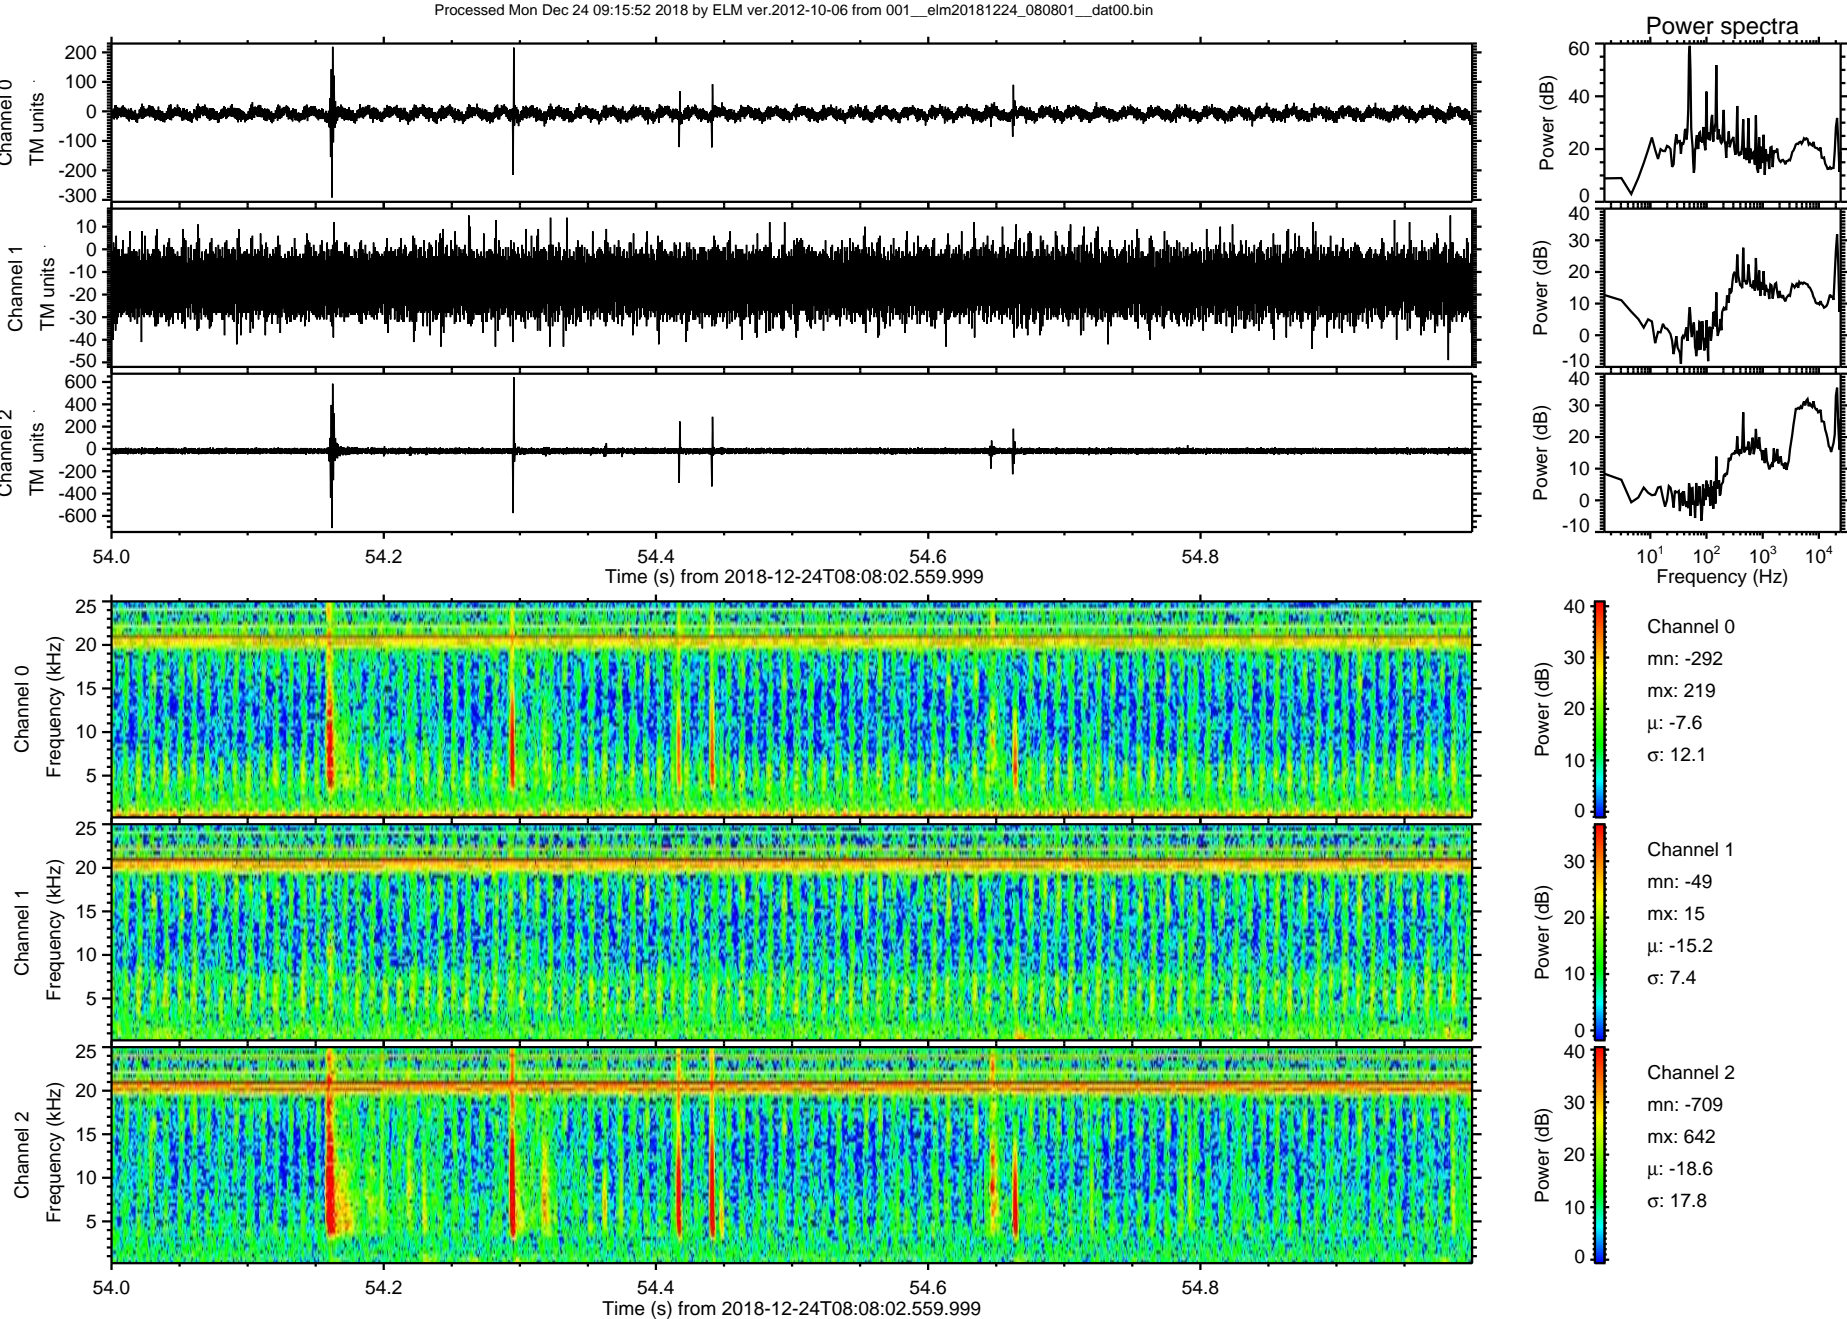 Processed Mon Dec 24 09:15:52 2018 by ELM ver.2012-10-06 from 001__elm20181224_080801__dat00.bin
Power spectra
Channel 0
TM units
200
100
0
-100
-200
-300
Power (dB)
60
40
20
0
Channel 1
TM units
10
0
-10
-20
-30
-40
-50
Power (dB)
40
30
20
10
0
-10
Channel 2
TM units
600
400
200
0
-200
-400
-600
Power (dB)
40
30
20
10
0
-10
54.0 54.2 54.4 54.6 54.8
Time (s) from 2018-12-24T08:08:02.559.999
10^1 10^2 10^3 10^4
Frequency (Hz)
Channel 0
Frequency (kHz)
25
20
15
10
5
Power (dB)
40
30
20
10
0
Channel 0
mn: -292
mx: 219
μ: -7.6
σ: 12.1
Channel 1
Frequency (kHz)
25
20
15
10
5
Power (dB)
30
20
10
0
Channel 1
mn: -49
mx: 15
μ: -15.2
σ: 7.4
Channel 2
Frequency (kHz)
25
20
15
10
5
Power (dB)
40
30
20
10
0
Channel 2
mn: -709
mx: 642
μ: -18.6
σ: 17.8
54.0 54.2 54.4 54.6 54.8
Time (s) from 2018-12-24T08:08:02.559.999